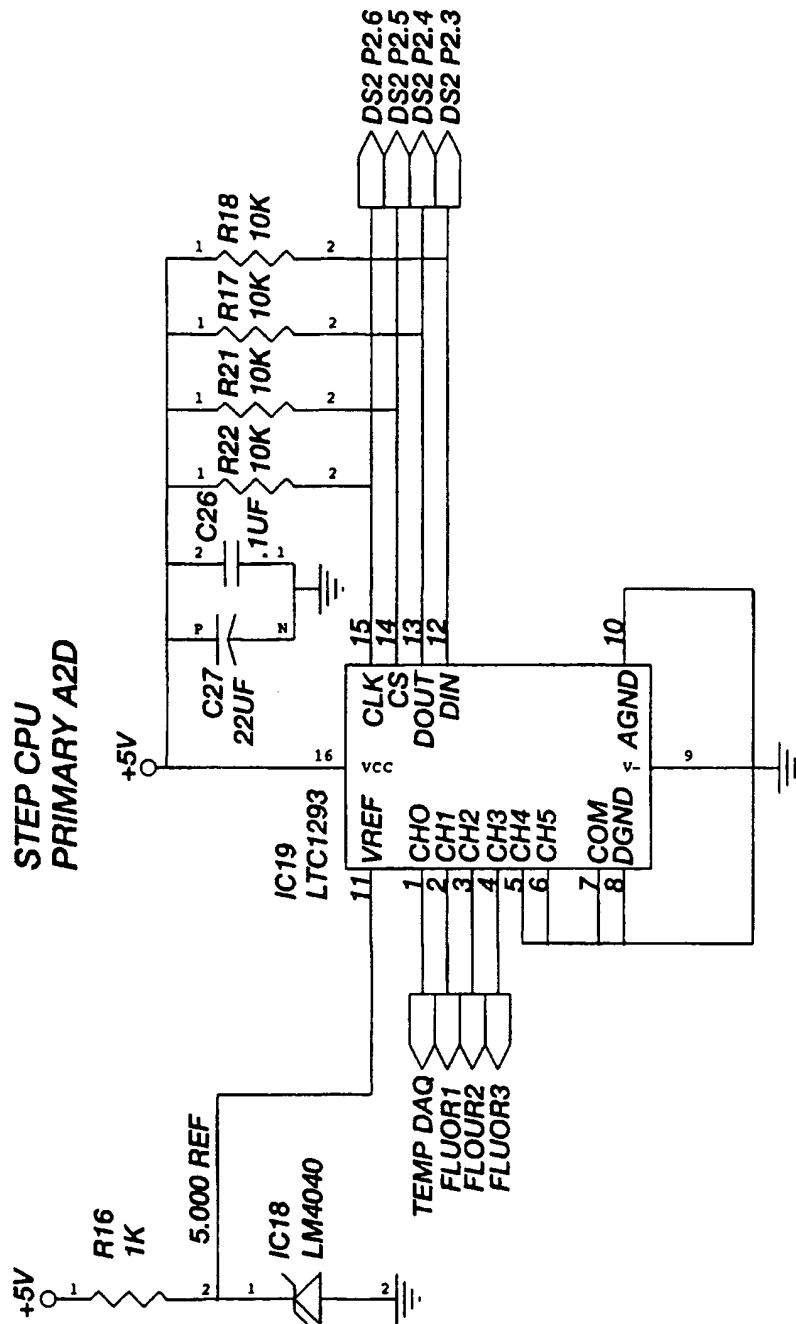 STEP CPU
PRIMARY A2D
+5V
R16
1K
1
2
5.000 REF
IC18
LM4040
1
2
+5V
C27
22UF
P
N
C26
.1UF
2
1
R22
10K
1
2
R21
10K
1
2
R17
10K
1
2
R18
10K
1
2
IC19
LTC1293
11
VREF
16
VCC
15
CLK
14
CS
13
DOUT
12
DIN
DS2 P2.6
DS2 P2.5
DS2 P2.4
DS2 P2.3
TEMP DAQ
FLUOR1
FLOUR2
FLUOR3
1
CHO
2
CH1
3
CH2
4
CH3
5
CH4
6
CH5
7
COM
8
DGND
10
AGND
V-
9